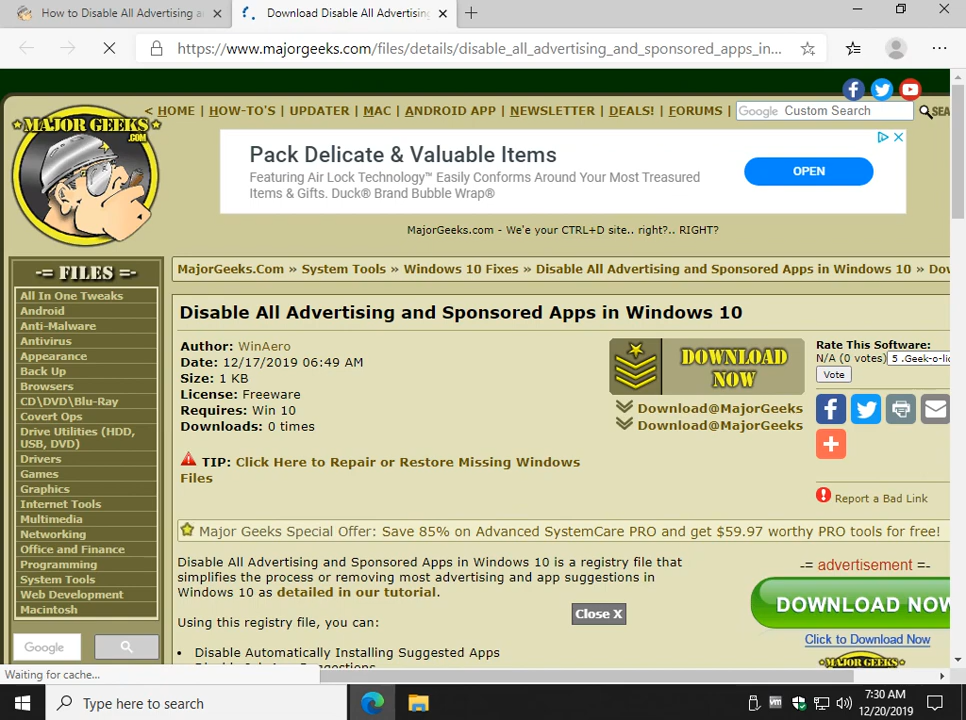 How to Disable All Advertising a
Download Disable All Advertising
https://www.majorgeeks.com/files/details/disable_all_advertising_and_sponsored_apps_in...
MAJOR GEEKS
.COM
< HOME | HOW-TO'S | UPDATER | MAC | ANDROID APP | NEWSLETTER | DEALS! | FORUMS |
Google Custom Search
SEA
Pack Delicate & Valuable Items
Featuring Air Lock Technology™ Easily Conforms Around Your Most Treasured
Items & Gifts. Duck® Brand Bubble Wrap®
OPEN
MajorGeeks.com - We'e your CTRL+D site.. right?.. RIGHT?
-= FILES =-
All In One Tweaks
Android
Anti-Malware
Antivirus
Appearance
Back Up
Browsers
CD\DVD\Blu-Ray
Covert Ops
Drive Utilities (HDD,
USB, DVD)
Drivers
Games
Graphics
Internet Tools
Multimedia
Networking
Office and Finance
Programming
System Tools
Web Development
Macintosh
Google
MajorGeeks.Com » System Tools » Windows 10 Fixes » Disable All Advertising and Sponsored Apps in Windows 10 » Dow
Disable All Advertising and Sponsored Apps in Windows 10
Author: WinAero
Date: 12/17/2019 06:49 AM
Size: 1 KB
License: Freeware
Requires: Win 10
Downloads: 0 times
TIP: Click Here to Repair or Restore Missing Windows
Files
DOWNLOAD
NOW
Download@MajorGeeks
Download@MajorGeeks
Rate This Software:
N/A (0 votes) 5 .Geek-o-lic
Vote
Report a Bad Link
Major Geeks Special Offer: Save 85% on Advanced SystemCare PRO and get $59.97 worthy PRO tools for free!
Disable All Advertising and Sponsored Apps in Windows 10 is a registry file that
simplifies the process or removing most advertising and app suggestions in
Windows 10 as detailed in our tutorial.
Using this registry file, you can:
• Disable Automatically Installing Suggested Apps
Close X
-= advertisement =-
DOWNLOAD NOW
Click to Download Now
MAJOR GEEKS
Waiting for cache...
Type here to search
vm
7:30 AM
12/20/2019